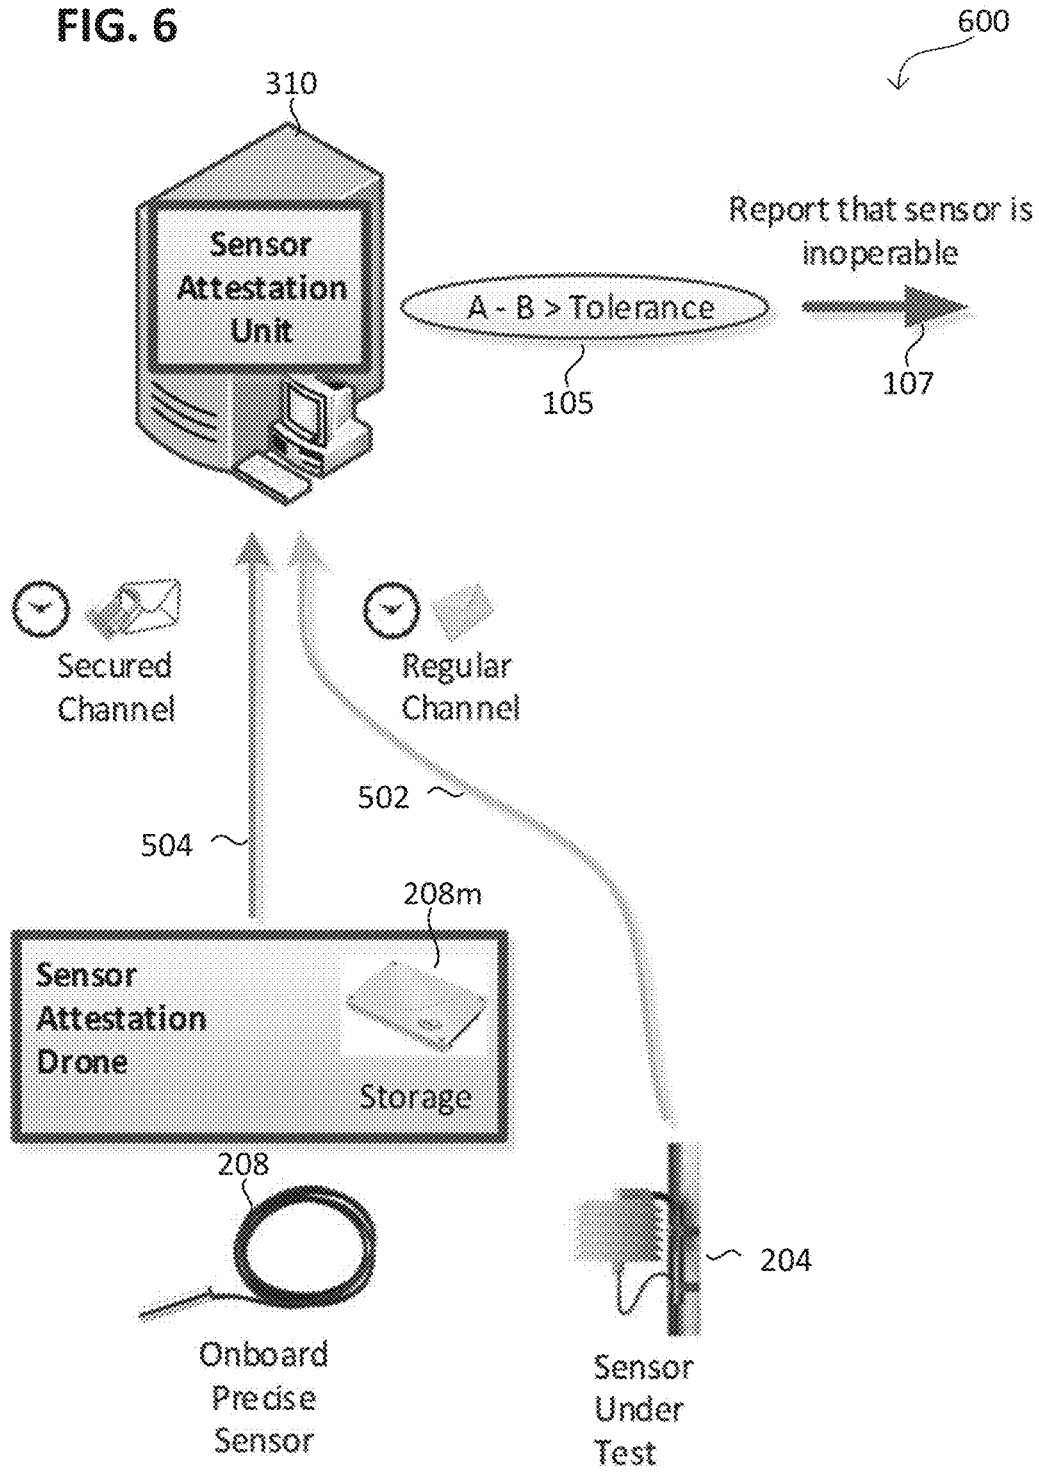 FIG. 6
600
310
Report that sensor is
inoperable
Sensor
Attestation
Unit
A - B > Tolerance
107
105
Secured
Channel
Regular
Channel
502
504
208m
Sensor
Attestation
Drone
Storage
208
204
Onboard
Precise
Sensor
Sensor
Under
Test